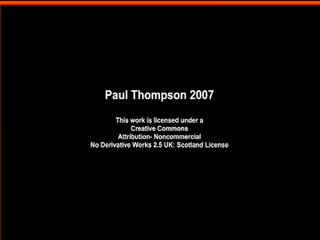 Paul Thompson 2007
This work is licensed under a
Creative Commons
Attribution- Noncommercial
No Derivative Works 2.5 UK: Scotland License